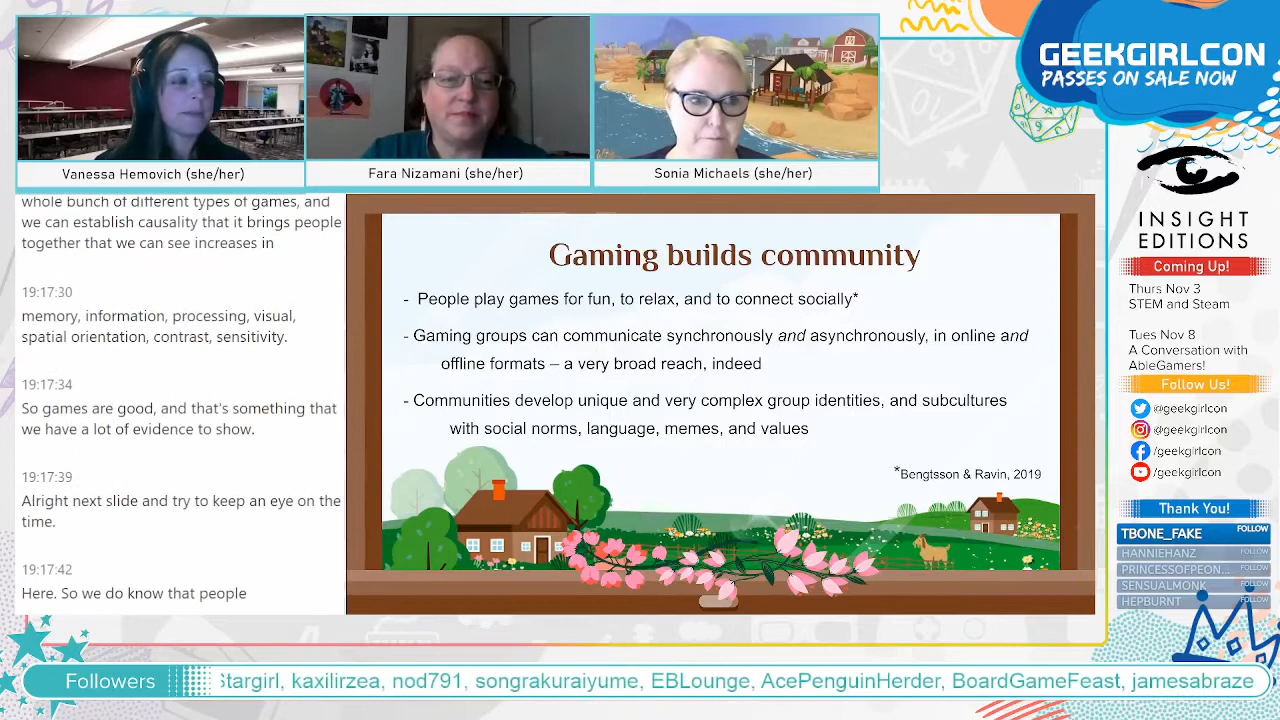 GEEKGIRLCON
PASSES ON SALE NOW
Vanessa Hemovich (she/her)
Fara Nizamani (she/her)
Sonia Michaels (she/her)
whole bunch of different types of games, and
we can establish causality that it brings people
together that we can see increases in
19:17:30
memory, information, processing, visual,
spatial orientation, contrast, sensitivity.
19:17:34
So games are good, and that's something that
we have a lot of evidence to show.
19:17:39
Alright next slide and try to keep an eye on the
time.
19:17:42
Here. So we do know that people
Gaming builds community
- People play games for fun, to relax, and to connect socially*
- Gaming groups can communicate synchronously and asynchronously, in online and
offline formats – a very broad reach, indeed
- Communities develop unique and very complex group identities, and subcultures
with social norms, language, memes, and values
*Bengtsson & Ravin, 2019
INSIGHT
EDITIONS
Coming Up!
Thurs Nov 3
STEM and Steam
Tues Nov 8
A Conversation with
AbleGamers!
Follow Us!
@geekgirlcon
@geekgirlcon
/geekgirlcon
/geekgirlcon
Thank You!
TBONE_FAKE FOLLOW
HANNIEHANZ FOLLOW
PRINCESSOFPEON... FOLLOW
SENSUALMONK FOLLOW
HEPBURNT FOLLOW
Followers
Stargirl, kaxilirzea, nod791, songrakuraiyume, EBLounge, AcePenguinHerder, BoardGameFeast, jamesabraze